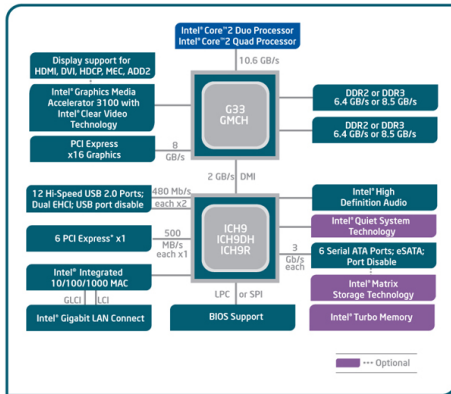 Intel® Core™2 Duo Processor
Intel® Core™2 Quad Processor
10.6 GB/s
Display support for
HDMI, DVI, HDCP, MEC, ADD2
Intel® Graphics Media
Accelerator 3100 with
Intel® Clear Video
Technology
PCI Express
x16 Graphics
8
GB/s
G33
GMCH
DDR2 or DDR3
6.4 GB/s or 8.5 GB/s
DDR2 or DDR3
6.4 GB/s or 8.5 GB/s
2 GB/s DMI
12 Hi-Speed USB 2.0 Ports;
Dual EHCI; USB port disable
480 Mb/s
each x2
6 PCI Express® x1
500
MB/s
each x1
Intel® Integrated
10/100/1000 MAC
GLCI LCI
Intel® Gigabit LAN Connect
ICH9
ICH9DH
ICH9R
Intel® High
Definition Audio
Intel® Quiet System
Technology
3
Gb/s
each
6 Serial ATA Ports; eSATA;
Port Disable
Intel® Matrix
Storage Technology
Intel® Turbo Memory
LPC or SPI
BIOS Support
Optional